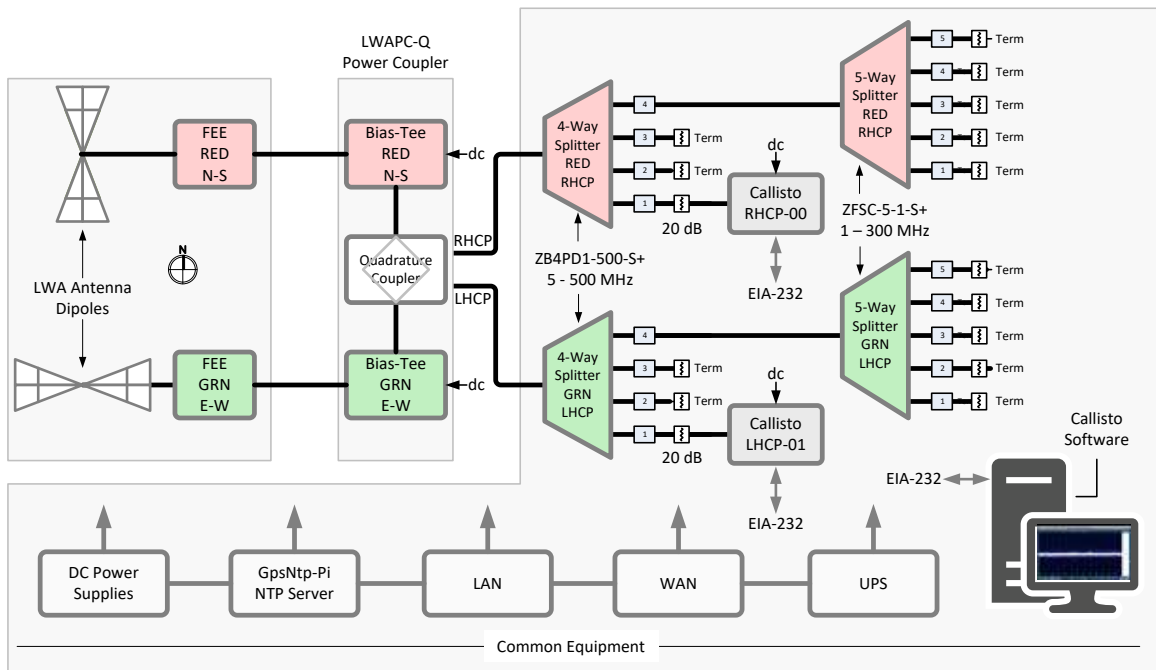 LWAPC-Q
Power Coupler
FEE
RED
N-S
Bias-Tee
RED
N-S
dc
N
LWA Antenna
Dipoles
Quadrature
Coupler
RHCP
LHCP
FEE
GRN
E-W
Bias-Tee
GRN
E-W
dc
4-Way
Splitter
RED
RHCP
4
3
Term
2
Term
1
20 dB
dc
Callisto
RHCP-00
EIA-232
5-Way
Splitter
RED
RHCP
5
Term
4
Term
3
Term
2
Term
1
Term
ZB4PD1-500-S+
5 - 500 MHz
ZFSC-5-1-S+
1 – 300 MHz
4-Way
Splitter
GRN
LHCP
4
3
Term
2
Term
1
20 dB
dc
Callisto
LHCP-01
EIA-232
5-Way
Splitter
GRN
LHCP
5
Term
4
Term
3
Term
2
Term
1
Term
Callisto
Software
EIA-232
DC Power
Supplies
GpsNtp-Pi
NTP Server
LAN
WAN
UPS
Common Equipment